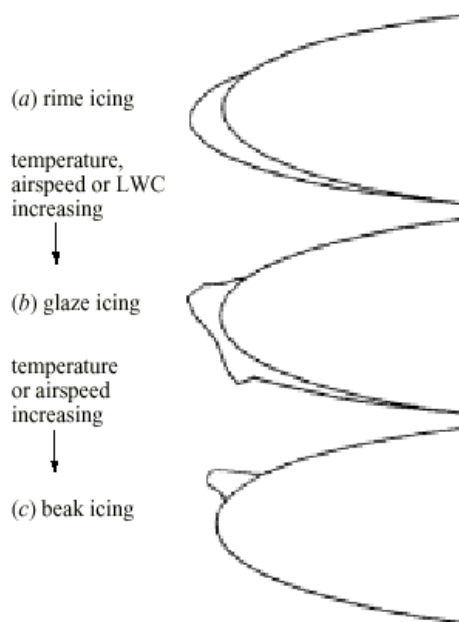 (a) rime icing
temperature,
airspeed or LWC
increasing
(b) glaze icing
temperature
or airspeed
increasing
(c) beak icing